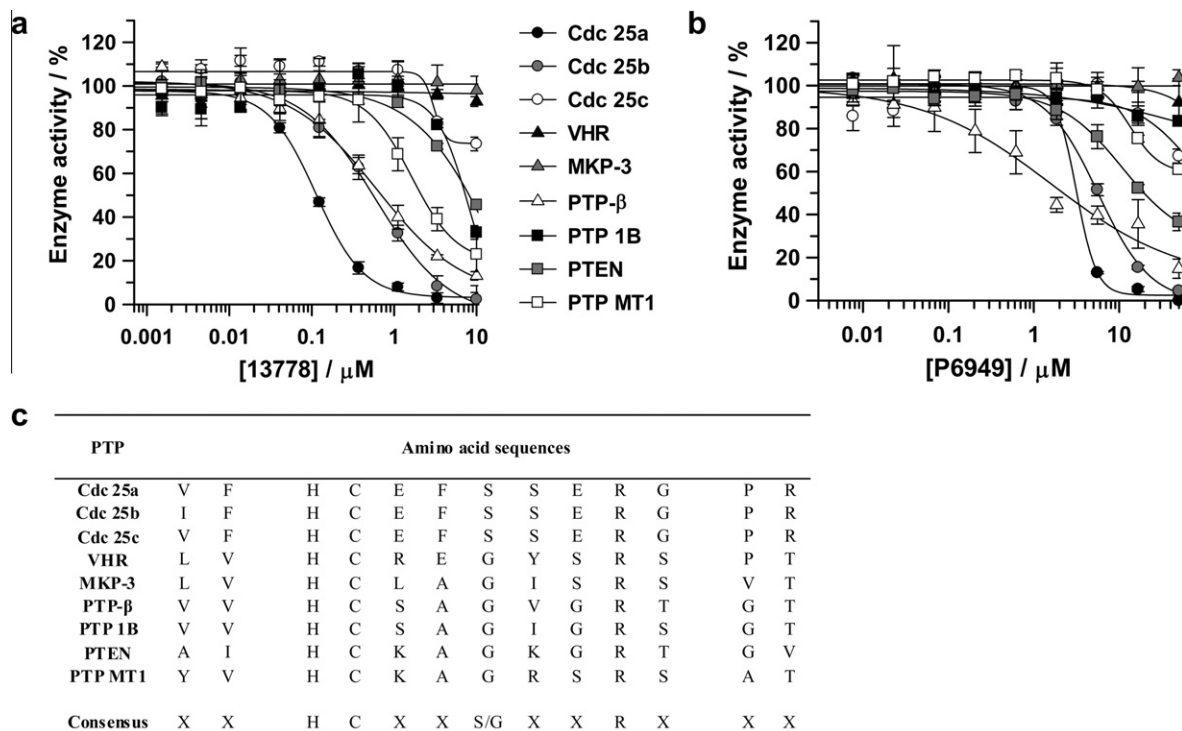 a
Enzyme activity / %
120
100
80
60
40
20
0
0.001 0.01 0.1 1 10
[13778] / μM
Cdc 25a
Cdc 25b
Cdc 25c
VHR
MKP-3
PTP-β
PTP 1B
PTEN
PTP MT1
b
Enzyme activity / %
120
100
80
60
40
20
0
0.01 0.1 1 10
[P6949] / μM
c
PTP Amino acid sequences
Cdc 25a V F H C E F S S E R G P R
Cdc 25b I F H C E F S S E R G P R
Cdc 25c V F H C E F S S E R G P R
VHR L V H C R E G Y S R S P T
MKP-3 L V H C L A G I S R S V T
PTP-β V V H C S A G V G R T G T
PTP 1B V V H C S A G I G R S G T
PTEN A I H C K A G K G R T G V
PTP MT1 Y V H C K A G R S R S A T
Consensus X X H C X X S/G X X R X X X